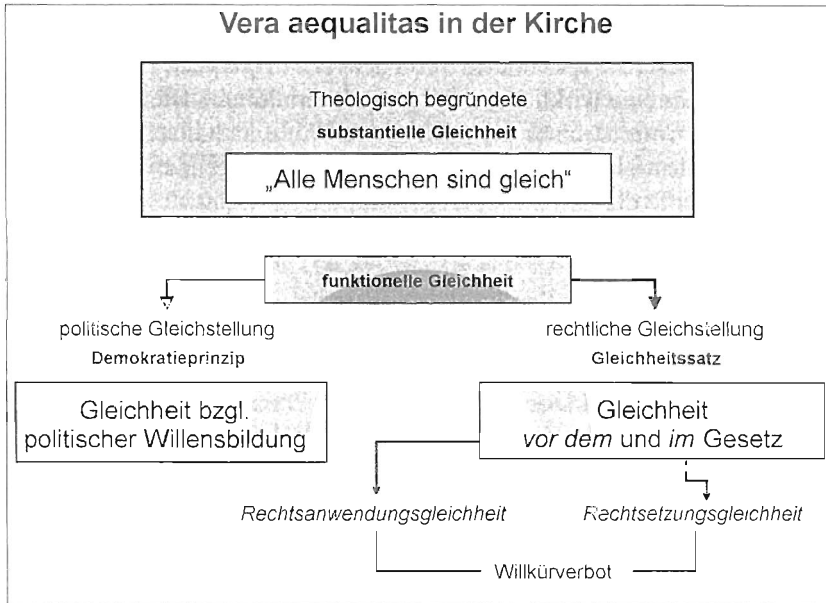 Vera aequalitas in der Kirche
Theologisch begründete
substantielle Gleichheit
„Alle Menschen sind gleich“
funktionelle Gleichheit
politische Gleichstellung
Demokratieprinzip
rechtliche Gleichstellung
Gleichheitssatz
Gleichheit bzgl.
politischer Willensbildung
Gleichheit
vor dem und im Gesetz
Rechtsanwendungsgleichheit
Rechtsetzungsgleichheit
Willkürverbot